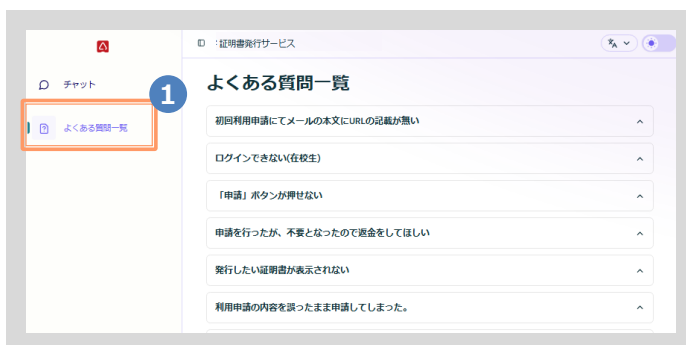 証明書発行サービス
チャット
1
よくある質問一覧
よくある質問一覧
初回利用申請にてメールの本文にURLの記載が無い
ログインできない(在校生)
「申請」ボタンが押せない
申請を行ったが、不要となったので返金をしてほしい
発行したい証明書が表示されない
利用申請の内容を誤ったまま申請してしまった。